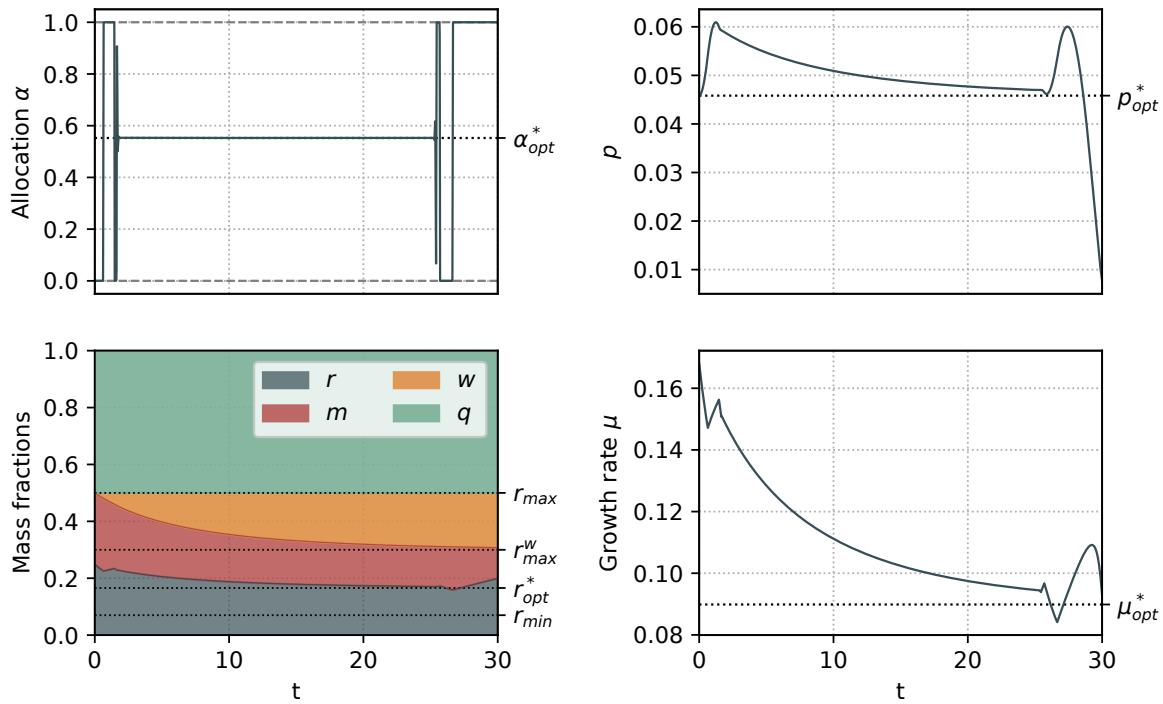 1.0
0.8
0.6
0.4
0.2
0.0
Allocation α
α*opt
0.06
0.05
0.04
0.03
0.02
0.01
p
p*opt
1.0
0.8
0.6
0.4
0.2
0.0
Mass fractions
r
m
w
q
rmax
rwmax
r*opt
rmin
0
10
20
30
t
0.16
0.14
0.12
0.10
0.08
Growth rate μ
μ*opt
0
10
20
30
t